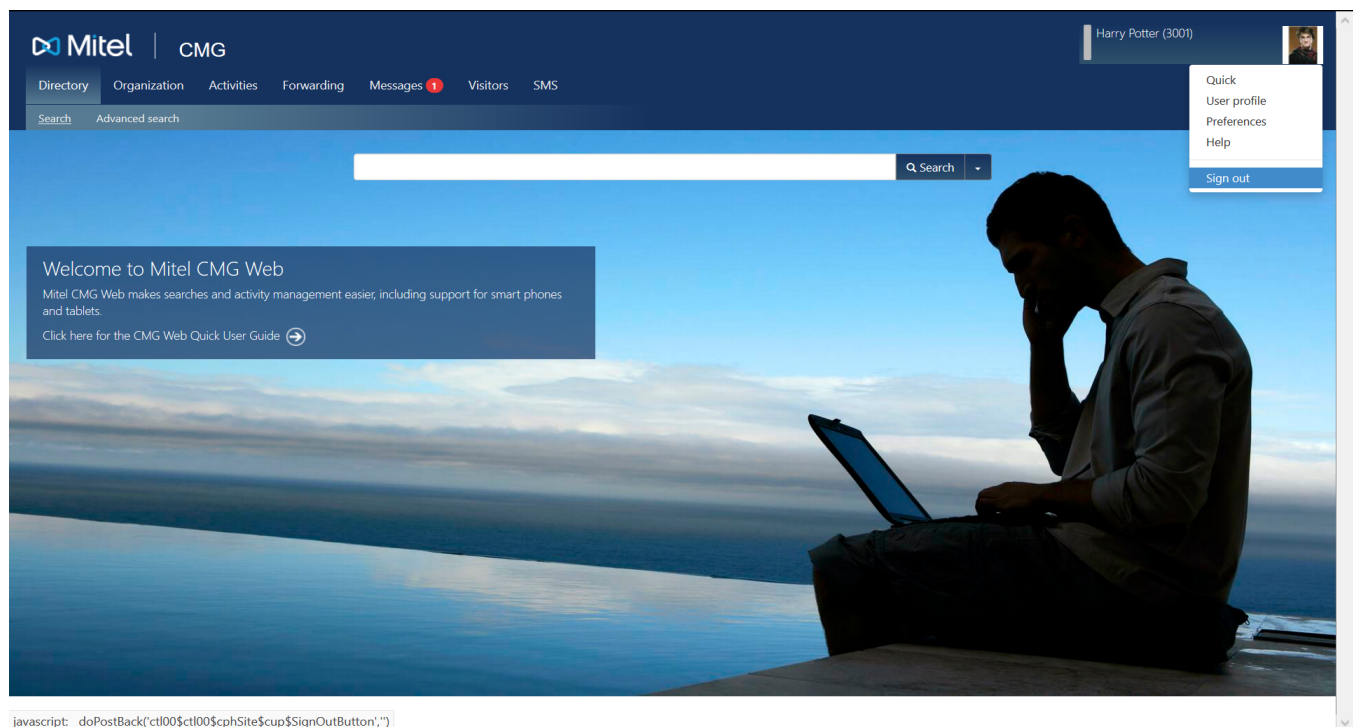 Mitel | CMG
Harry Potter (3001)
Directory Organization Activities Forwarding Messages 1 Visitors SMS
Search Advanced search
Quick
User profile
Preferences
Help
Sign out
Search
Welcome to Mitel CMG Web
Mitel CMG Web makes searches and activity management easier, including support for smart phones
and tablets.
Click here for the CMG Web Quick User Guide
javascript: doPostBack('ctl00$ctl00$cphSite$cup$SignOutButton','')